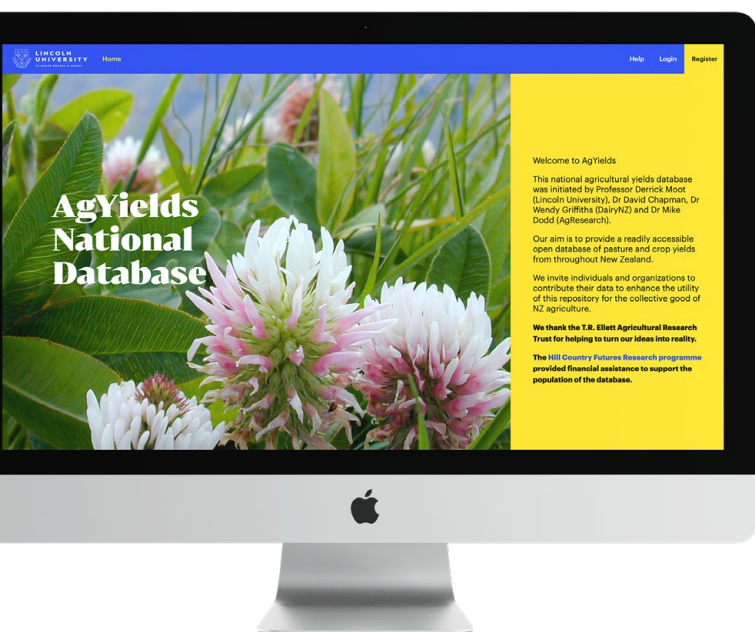 LINCOLN
UNIVERSITY
Home
Help
Login
Register
AgYields
National
Database
Welcome to AgYields
This national agricultural yields database
was initiated by Professor Derrick Moot
(Lincoln University), Dr David Chapman, Dr
Wendy Griffiths (DairyNZ) and Dr Mike
Dodd (AgResearch).
Our aim is to provide a readily accessible
open database of pasture and crop yields
from throughout New Zealand.
We invite individuals and organizations to
contribute their data to enhance the utility
of this repository for the collective good of
NZ agriculture.
We thank the T.R. Ellett Agricultural Research
Trust for helping to turn our ideas into reality.
The Hill Country Futures Research programme
provided financial assistance to support the
population of the database.